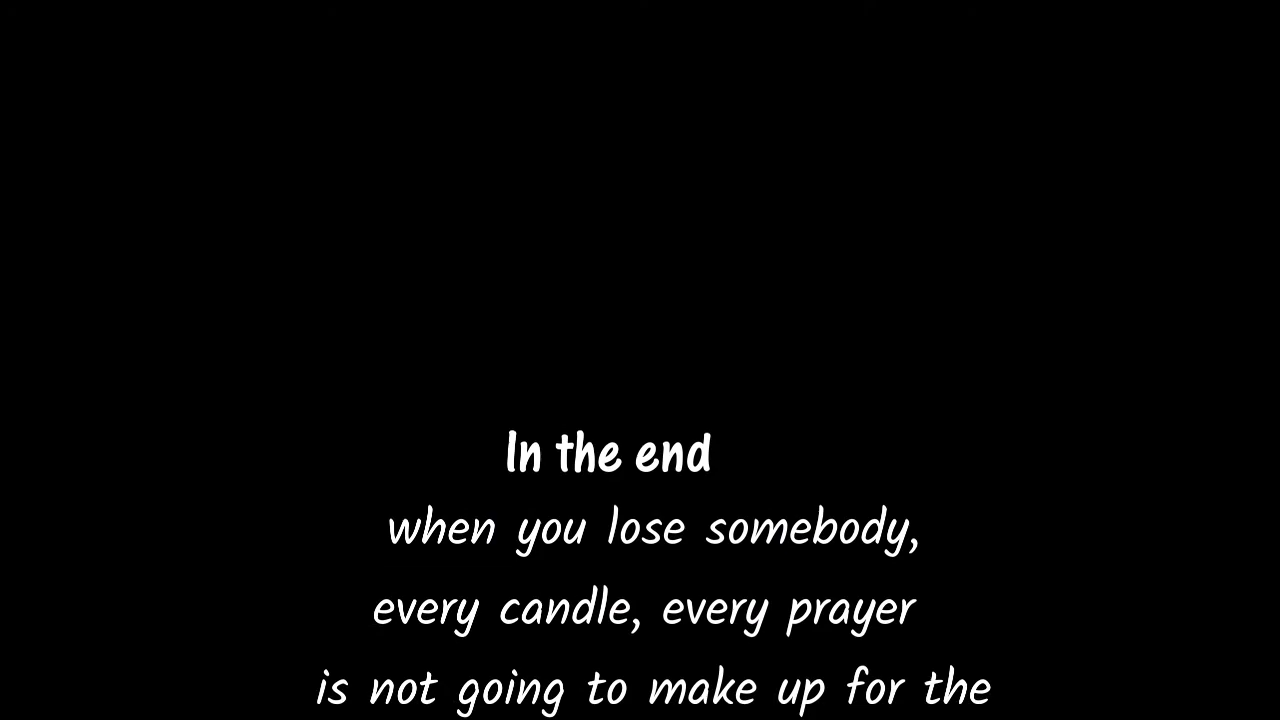 In the end
when you lose somebody,
every candle, every prayer
is not going to make up for the